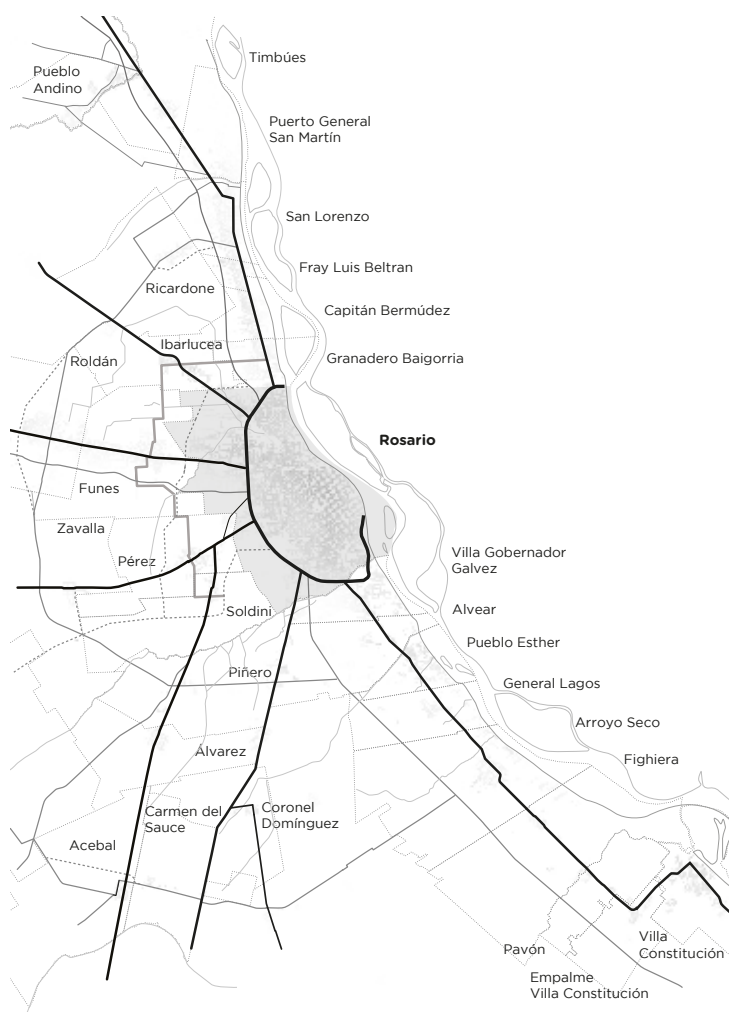 Timbúes
Pueblo
Andino
Puerto General
San Martín
San Lorenzo
Fray Luis Beltran
Ricardone
Capitán Bermúdez
Ibarlucea
Granadero Baigorria
Roldán
Rosario
Funes
Zavalla
Pérez
Villa Gobernador
Galvez
Soldini
Alvear
Pueblo Esther
Piñero
General Lagos
Arroyo Seco
Álvarez
Fighiera
Carmen del
Sauce
Coronel
Domínguez
Acebal
Pavón
Villa
Constitución
Empalme
Villa Constitución